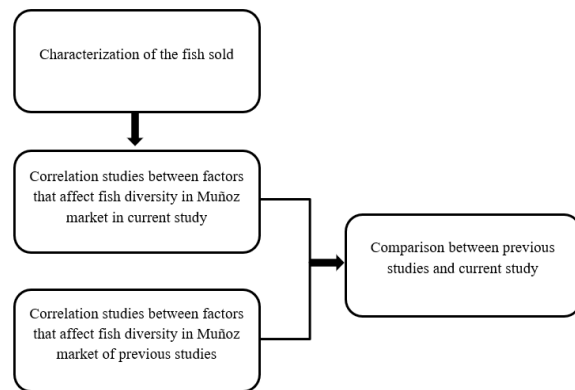 Characterization of the fish sold
Correlation studies between factors
that affect fish diversity in Muñoz
market in current study
Comparison between previous
studies and current study
Correlation studies between factors
that affect fish diversity in Muñoz
market of previous studies